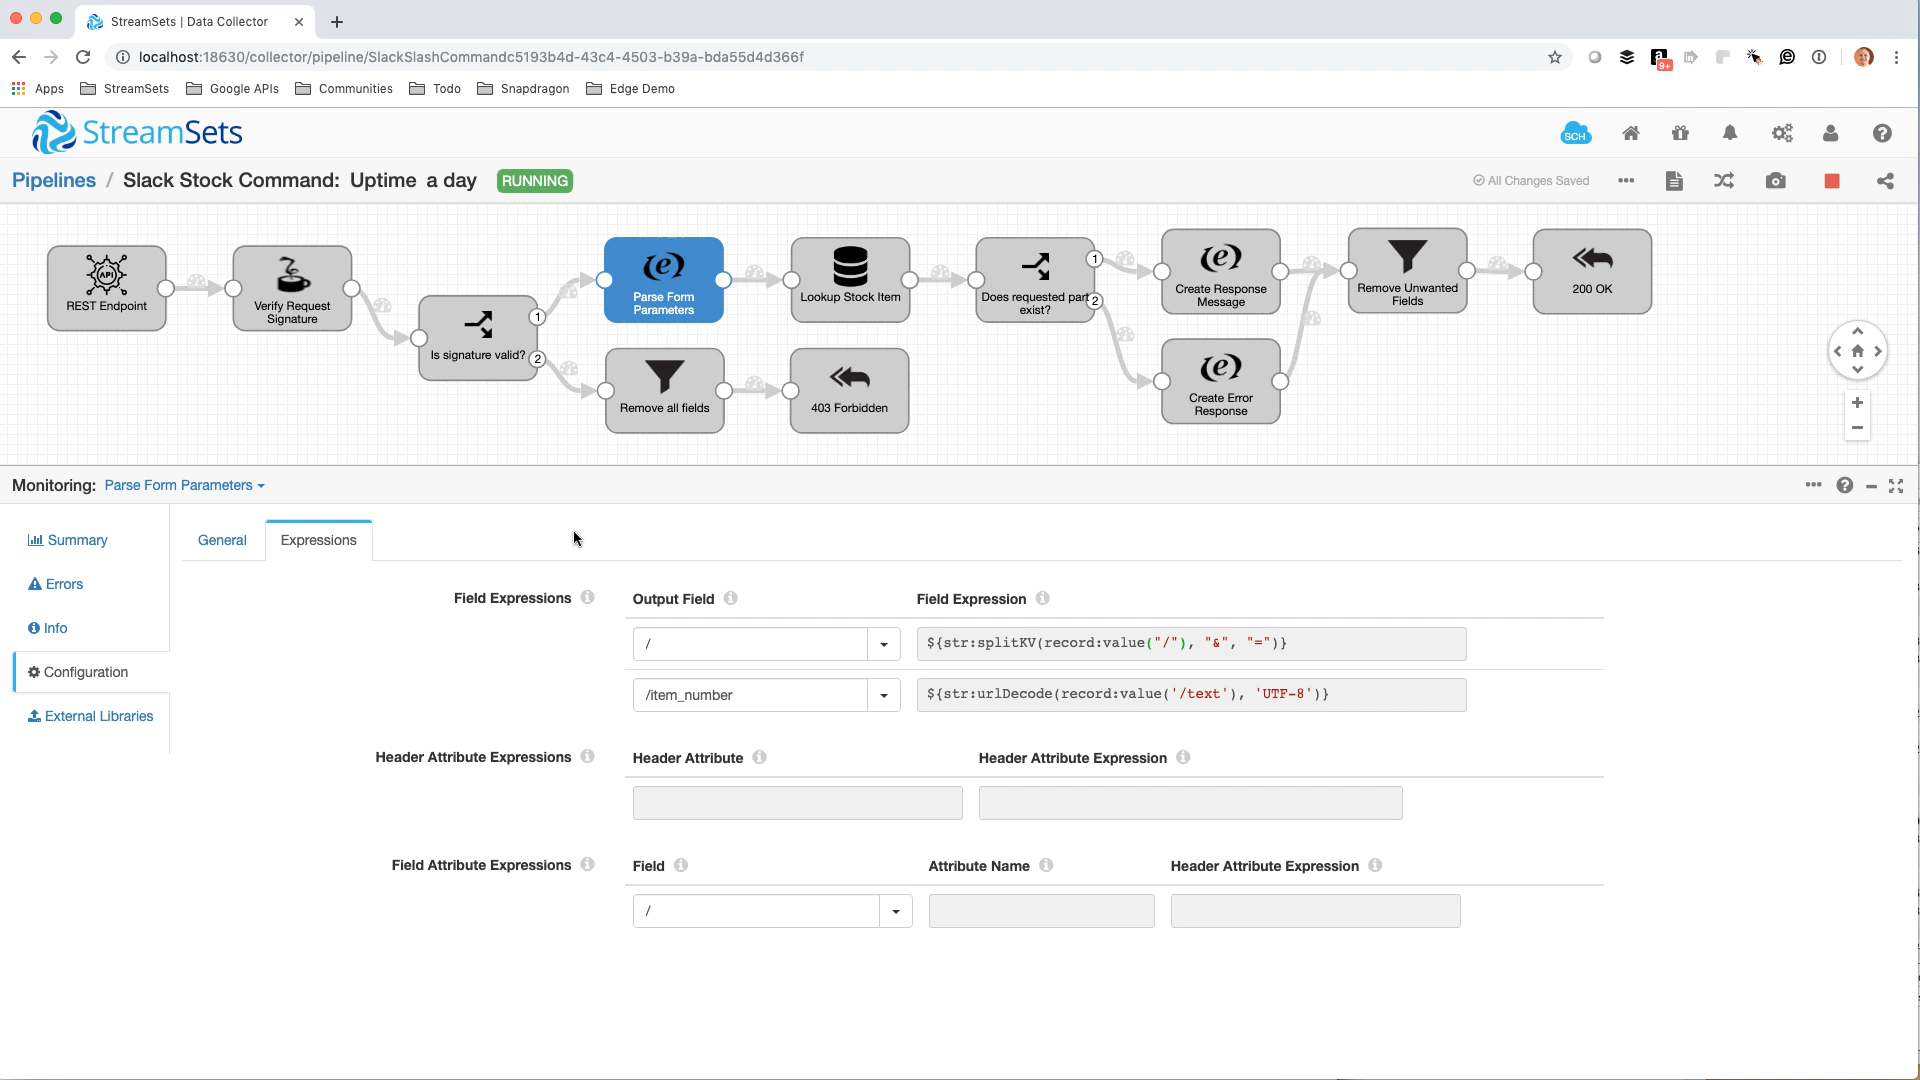 StreamSets | Data Collector
localhost:18630/collector/pipeline/SlackSlashCommandc5193b4d-43c4-4503-b39a-bda55d4d366f
9+
Apps StreamSets Google APIs Communities Todo Snapdragon Edge Demo
StreamSets
SCH
Pipelines / Slack Stock Command: Uptime a day RUNNING
All Changes Saved
API
REST Endpoint
Verify Request
Signature
Is signature valid?
1
2
Parse Form
Parameters
Remove all fields
Lookup Stock Item
403 Forbidden
Does requested part
exist?
1
2
Create Response
Message
Create Error
Response
Remove Unwanted
Fields
200 OK
Monitoring: Parse Form Parameters
Summary
Errors
Info
Configuration
External Libraries
General
Expressions
Field Expressions
Output Field
Field Expression
/
${str:splitKV(record:value("/"), "&", "=")}
/item_number
${str:urlDecode(record:value('/text'), 'UTF-8')}
Header Attribute Expressions
Header Attribute
Header Attribute Expression
Field Attribute Expressions
Field
Attribute Name
Header Attribute Expression
/